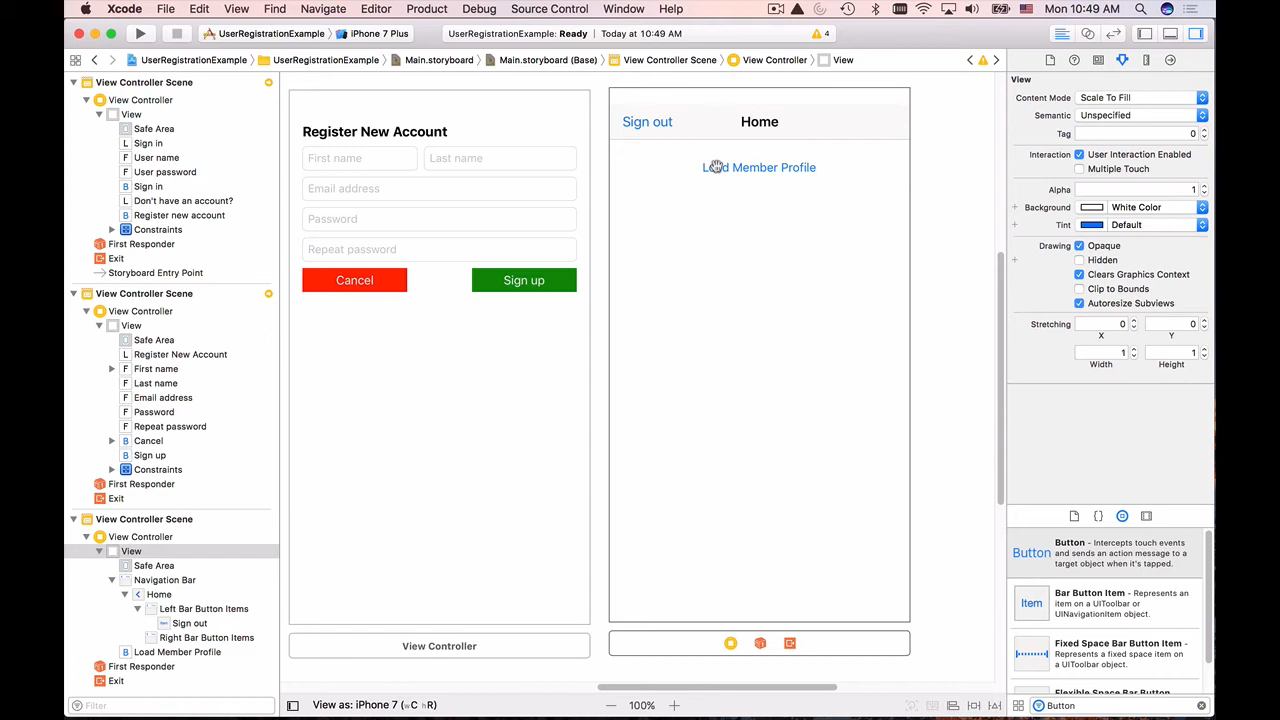 Xcode File Edit View Find Navigate Editor Product Debug Source Control Window Help Mon 10:49 AM
UserRegistrationExample iPhone 7 Plus UserRegistrationExample: Ready | Today at 10:49 AM 4
UserRegistrationExample UserRegistrationExample Main.storyboard Main.storyboard (Base) View Controller Scene View Controller View
View Controller Scene
View Controller
View
Safe Area
L Sign in
F User name
F User password
B Sign in
L Don't have an account?
B Register new account
Constraints
First Responder
Exit
Storyboard Entry Point
View Controller Scene
View Controller
View
Safe Area
L Register New Account
F First name
F Last name
F Email address
F Password
F Repeat password
B Cancel
B Sign up
Constraints
First Responder
Exit
View Controller Scene
View Controller
View
Safe Area
Navigation Bar
Home
Left Bar Button Items
Sign out
Right Bar Button Items
B Load Member Profile
First Responder
Exit
Filter
Register New Account
First name Last name
Email address
Password
Repeat password
Cancel Sign up
View Controller
Sign out Home
Load Member Profile
View as: iPhone 7 (wC hR) — 100% +
View
Content Mode Scale To Fill
Semantic Unspecified
Tag 0
Interaction User Interaction Enabled
Multiple Touch
Alpha 1
+ Background White Color
+ Tint Default
Drawing Opaque
+ Hidden
Clears Graphics Context
Clip to Bounds
Autoresize Subviews
Stretching 0 0
X Y
1 1
Width Height
Button Button - Intercepts touch events
and sends an action message to a
target object when it's tapped.
Item Bar Button Item - Represents an
item on a UIToolbar or
UINavigationItem object.
Fixed Space Bar Button Item -
Represents a fixed space item on a
UIToolbar object.
Flexible Space Bar Button
Button